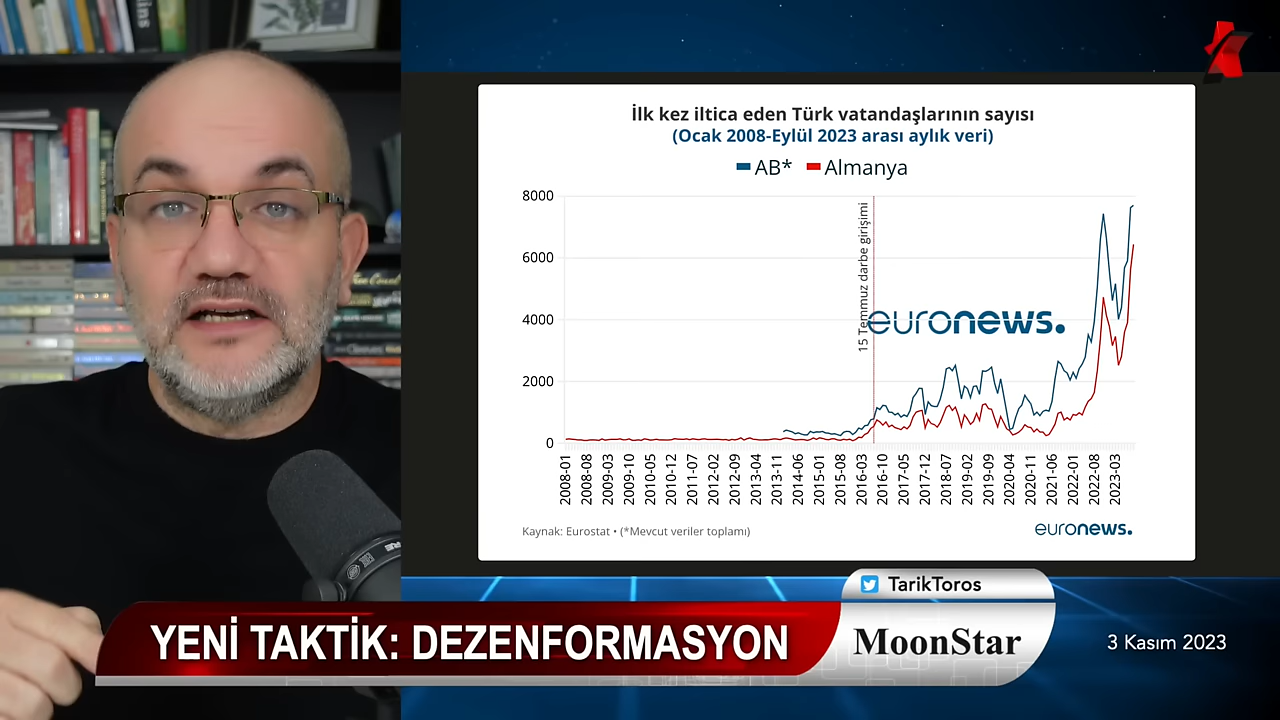 İlk kez iltica eden Türk vatandaşlarının sayısı
(Ocak 2008-Eylül 2023 arası aylık veri)
AB* Almanya
8000
6000
4000
2000
0
15 Temmuz darbe girişimi
euronews.
2008-01 2008-08 2009-03 2009-10 2010-05 2010-12 2011-07 2012-02 2012-09 2013-04 2013-11 2014-06 2015-01 2015-08 2016-03 2016-10 2017-05 2017-12 2018-07 2019-02 2019-09 2020-04 2020-11 2021-06 2022-01 2022-08 2023-03
Kaynak: Eurostat • (*Mevcut veriler toplamı)
euronews.
TarikToros
YENİ TAKTİK: DEZENFORMASYON
MoonStar
3 Kasım 2023